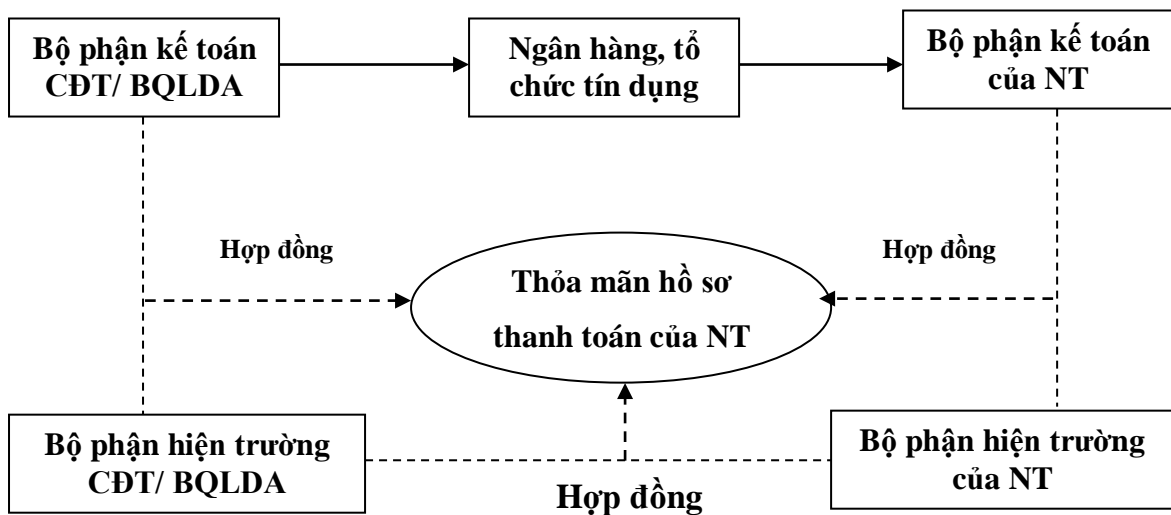 Bộ phận kế toán
CĐT/ BQLDA
Ngân hàng, tổ
chức tín dụng
Bộ phận kế toán
của NT
Hợp đồng
Hợp đồng
Thỏa mãn hồ sơ
thanh toán của NT
Bộ phận hiện trường
CĐT/ BQLDA
Hợp đồng
Bộ phận hiện trường
của NT